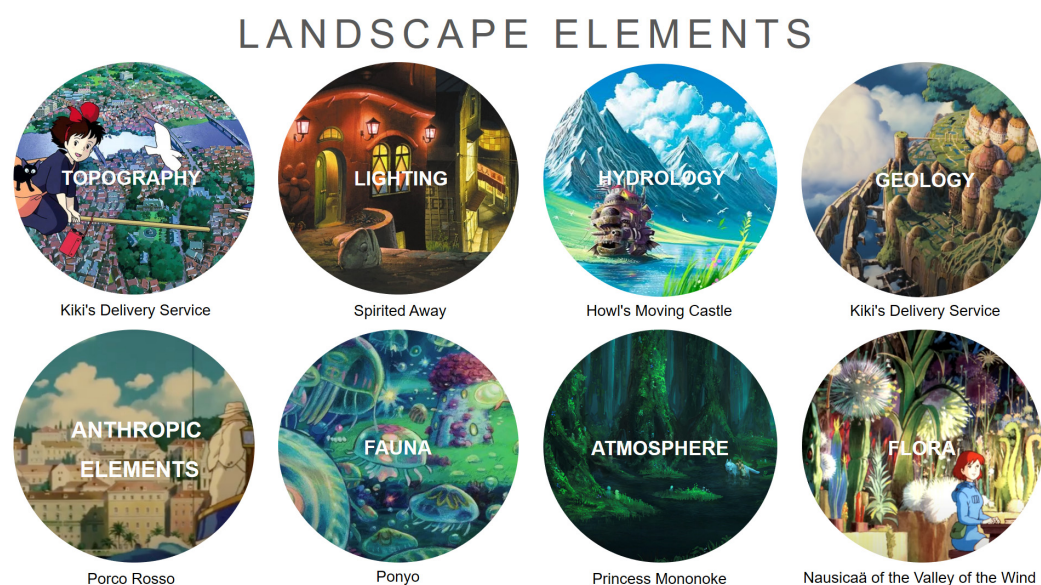 LANDSCAPE ELEMENTS
TOPOGRAPHY
LIGHTING
HYDROLOGY
GEOLOGY
Kiki's Delivery Service
Spirited Away
Howl's Moving Castle
Kiki's Delivery Service
ANTHROPIC
ELEMENTS
FAUNA
ATMOSPHERE
FLORA
Porco Rosso
Ponyo
Princess Mononoke
Nausicaä of the Valley of the Wind